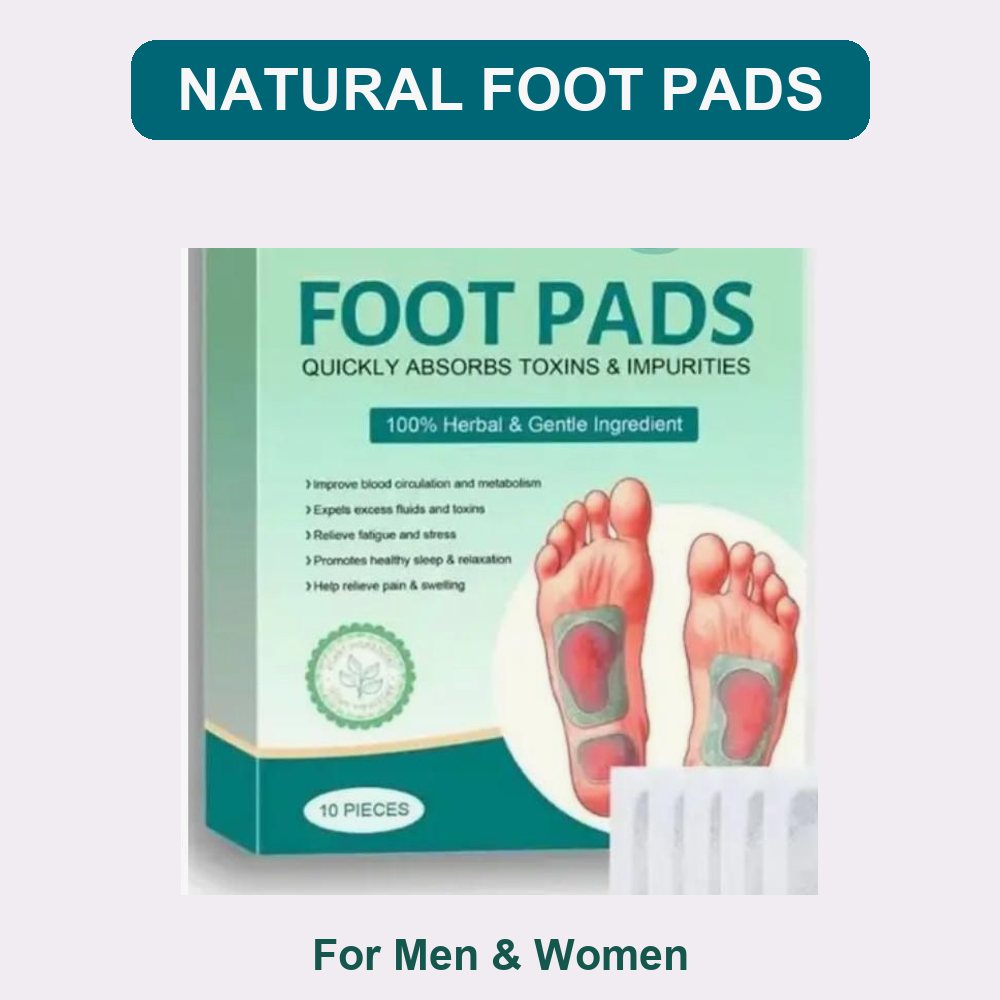 NATURAL FOOT PADS
FOOT PADS
QUICKLY ABSORBS TOXINS & IMPURITIES
100% Herbal & Gentle Ingredient
Improve blood circulation and metabolism
Expels excess fluids and toxins
Relieve fatigue and stress
Promotes healthy sleep & relaxation
Help relieve pain & swelling
10 PIECES
For Men & Women